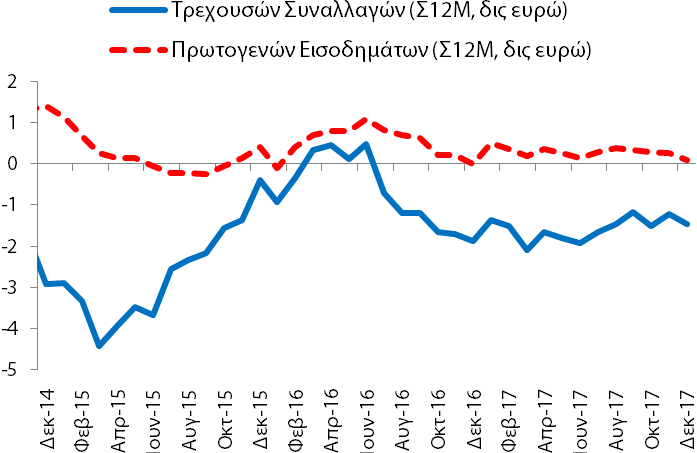 Τρεχουσών Συναλλαγών (Σ12Μ, δις ευρώ)
Πρωτογενών Εισοδημάτων (Σ12Μ, δις ευρώ)
2
1
0
-1
-2
-3
-4
-5
Δεκ-14
Φεβ-15
Απρ-15
Ιουν-15
Αυγ-15
Οκτ-15
Δεκ-15
Φεβ-16
Απρ-16
Ιουν-16
Αυγ-16
Οκτ-16
Δεκ-16
Φεβ-17
Απρ-17
Ιουν-17
Αυγ-17
Οκτ-17
Δεκ-17